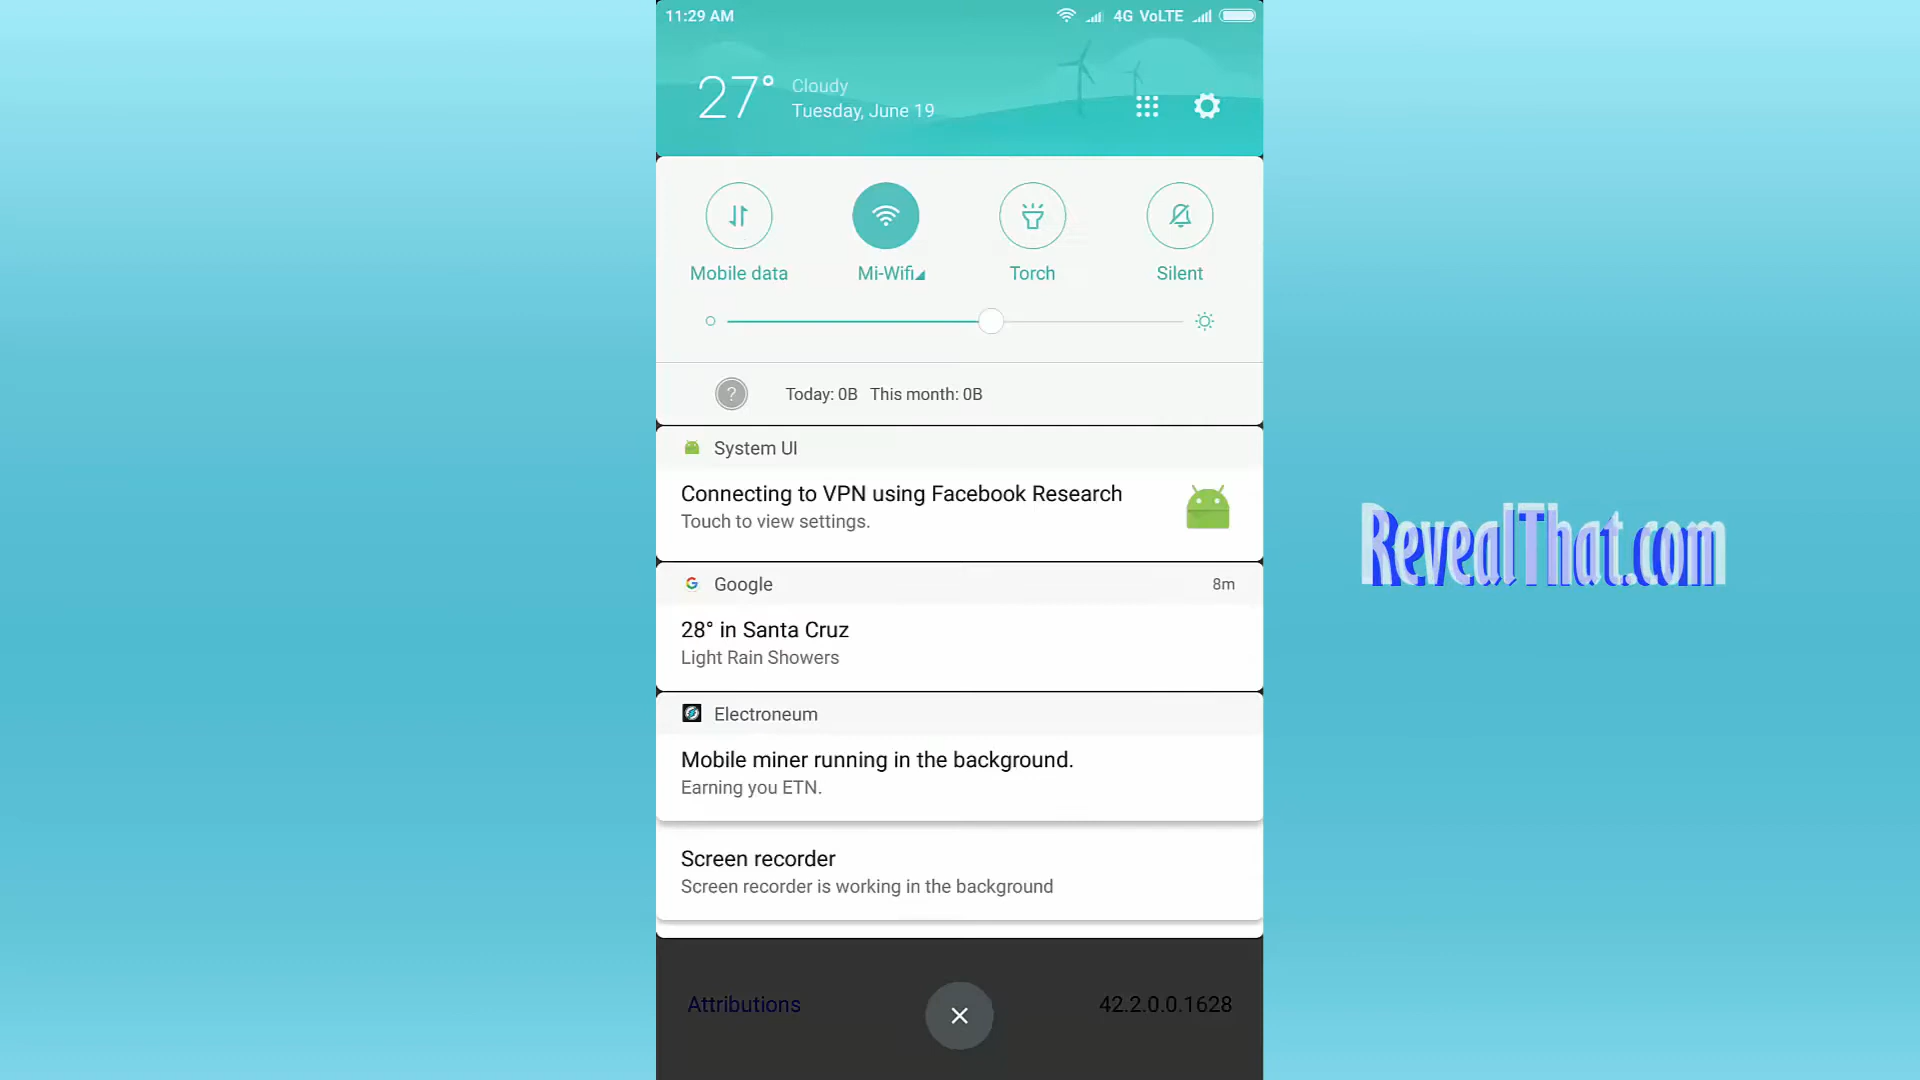 11:29 AM
4G VoLTE
27°
Cloudy
Tuesday, June 19
Mobile data
Mi-Wifi
Torch
Silent
?
Today: 0B This month: 0B
System UI
Connecting to VPN using Facebook Research
Touch to view settings.
RevealThat.com
Google
8m
28° in Santa Cruz
Light Rain Showers
Electroneum
Mobile miner running in the background.
Earning you ETN.
Screen recorder
Screen recorder is working in the background
Attributions
42.2.0.0.1628